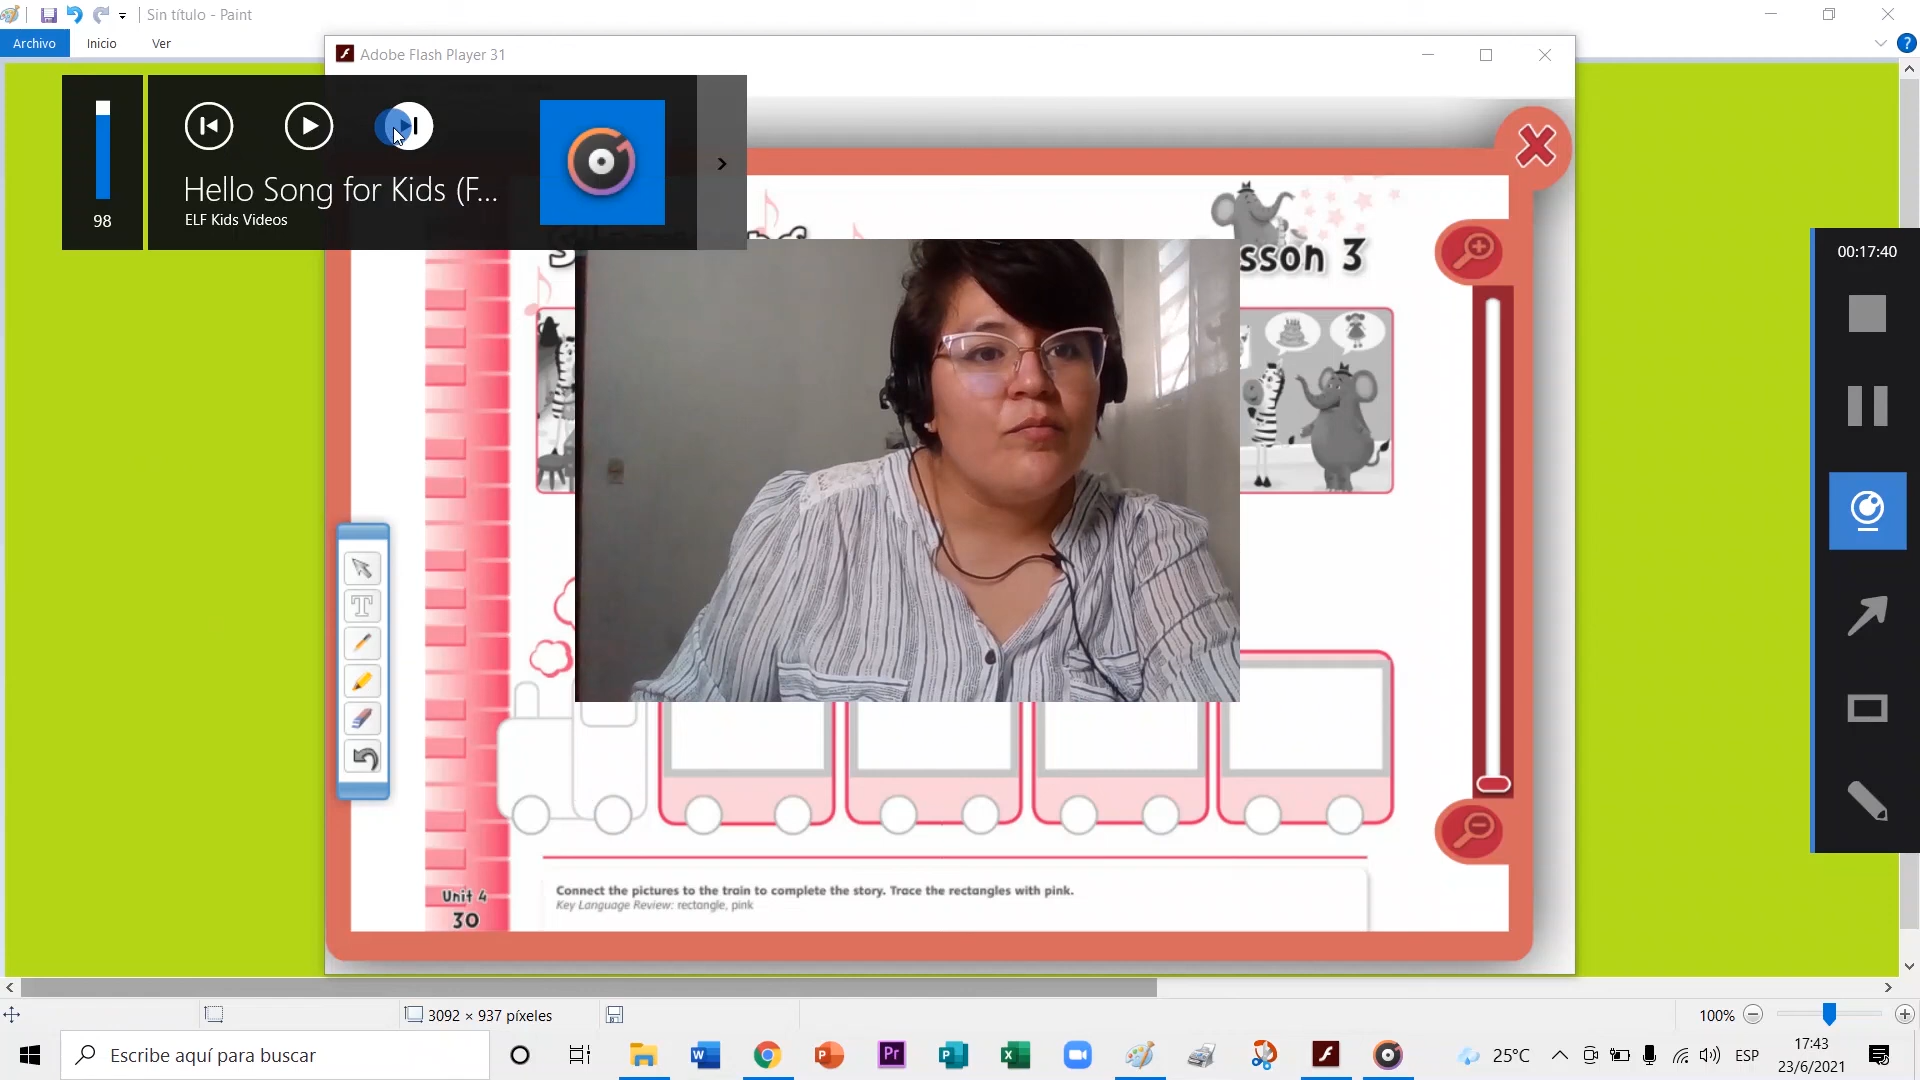 Sin título - Paint
Archivo
Inicio
Ver
Adobe Flash Player 31
98
Hello Song for Kids (F...
ELF Kids Videos
sson 3
00:17:40
Unit 4
30
Connect the pictures to the train to complete the story. Trace the rectangles with pink.
Key Language Review: rectangle, pink
3092 × 937 píxeles
100%
Escribe aquí para buscar
25°C
ESP
17:43
23/6/2021